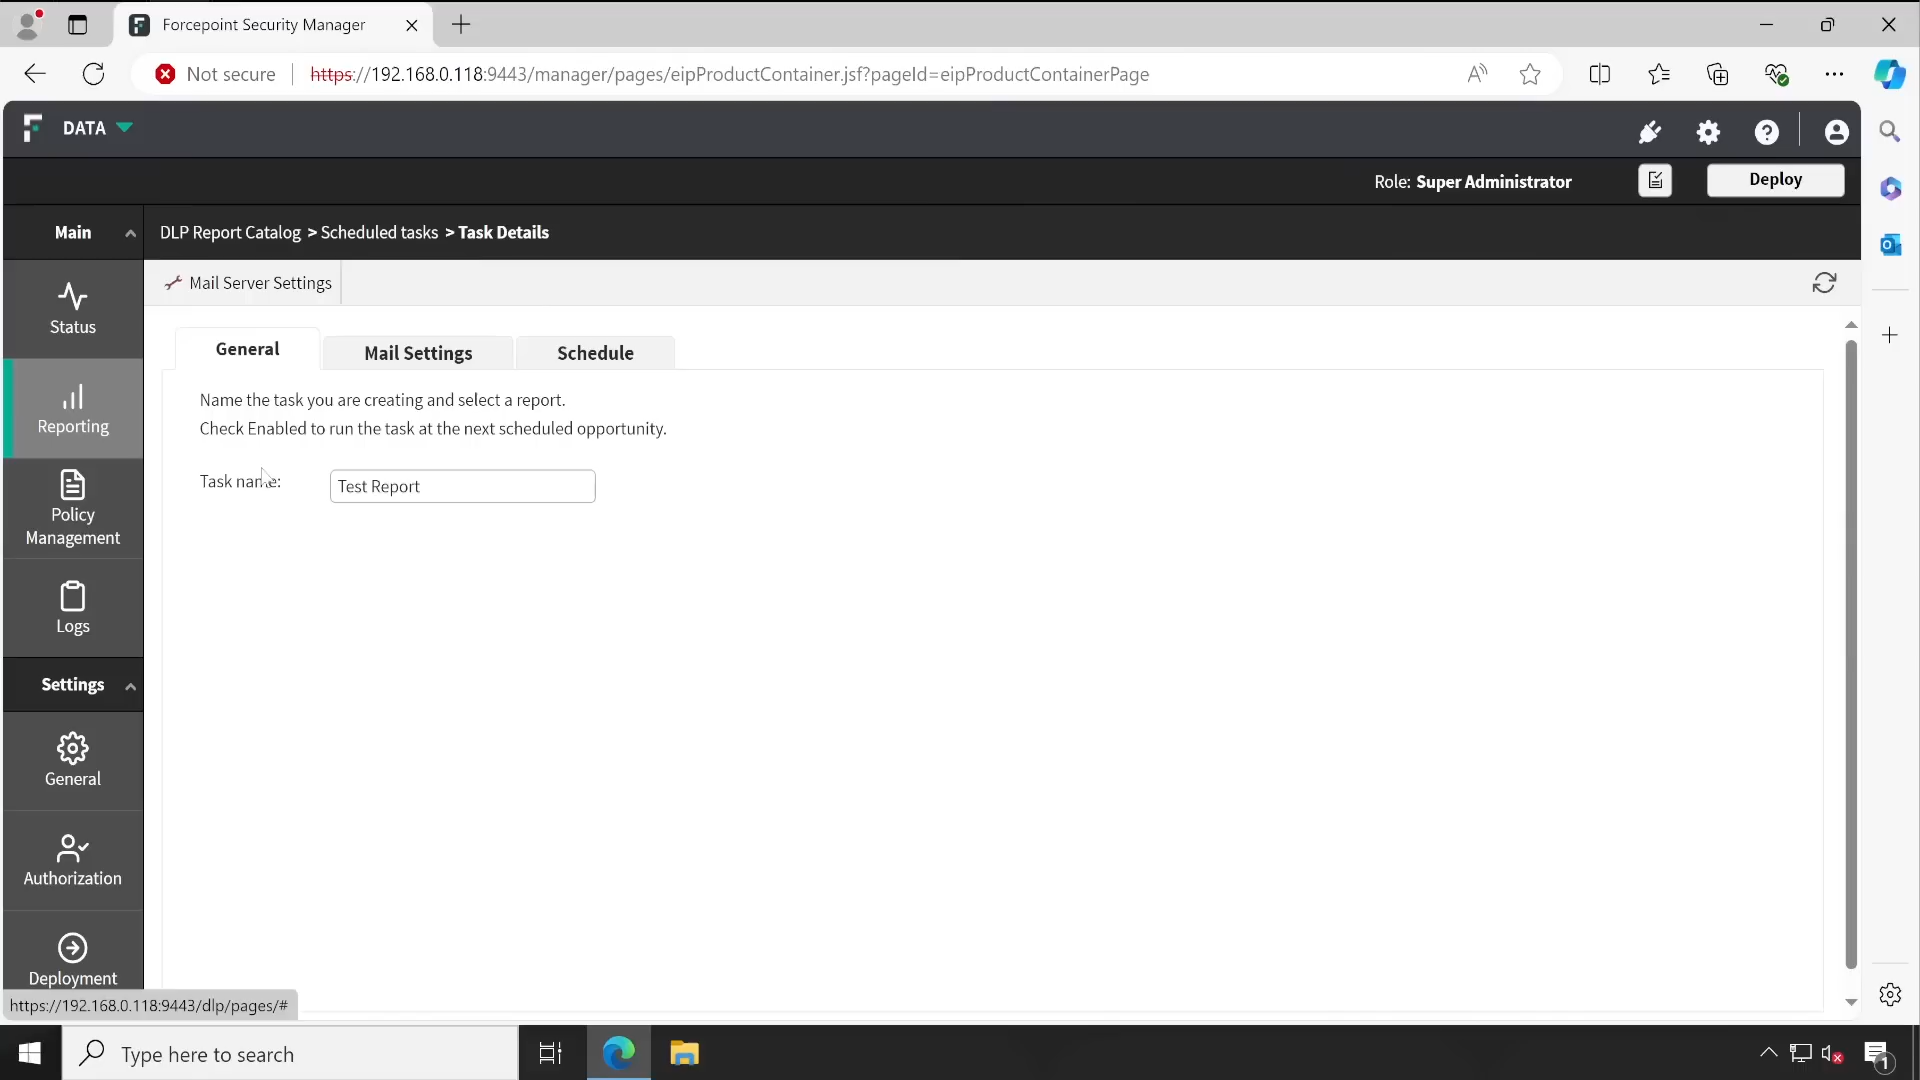 Forcepoint Security Manager
Not secure
https://192.168.0.118:9443/manager/pages/eipProductContainer.jsf?pageId=eipProductContainerPage
DATA
Role: Super Administrator
Deploy
Main
DLP Report Catalog > Scheduled tasks > Task Details
Mail Server Settings
Status
General
Mail Settings
Schedule
Name the task you are creating and select a report.
Check Enabled to run the task at the next scheduled opportunity.
Reporting
Task name:
Test Report
Policy
Management
Logs
Settings
General
Authorization
Deployment
https://192.168.0.118:9443/dlp/pages/#
Type here to search
1